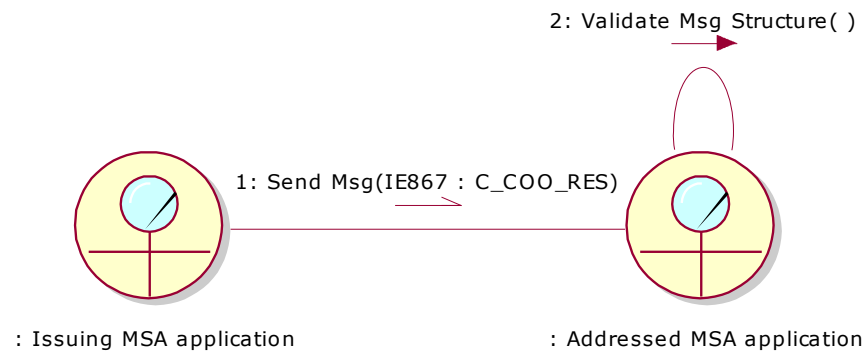 2: Validate Msg Structure( )
1: Send Msg(IE867 : C_COO_RES)
: Issuing MSA application
: Addressed MSA application